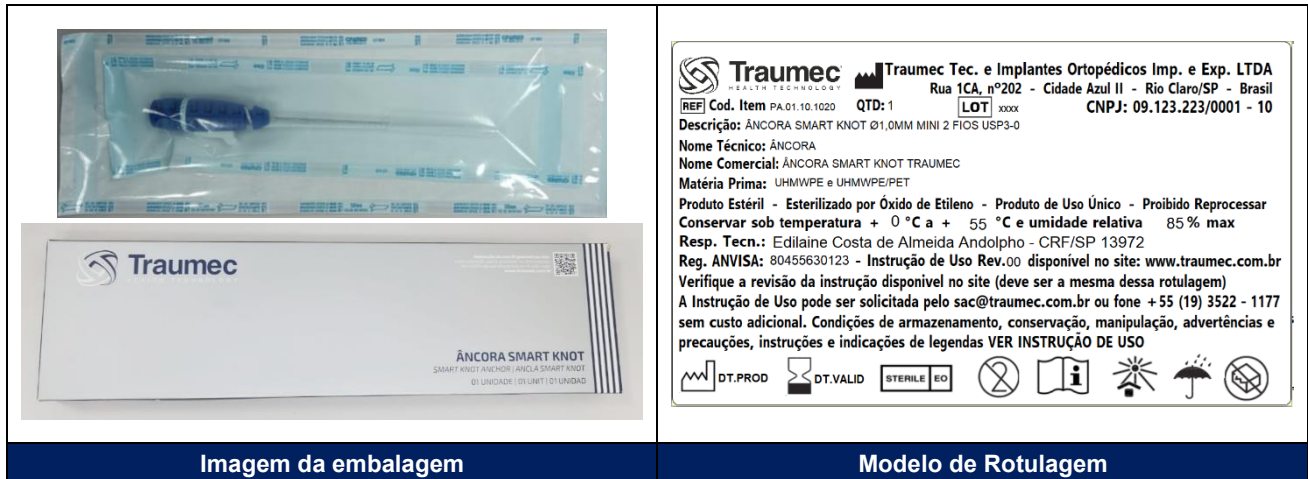 Traumec
HEALTH TECHNOLOGY
ÂNCORA SMART KNOT
SMART KNOT ANCHOR | ANCLA SMART KNOT
01 UNIDADE | 01 UNIT | 01 UNIDAD
Imagem da embalagem
Traumec
HEALTH TECHNOLOGY
Traumec Tec. e Implantes Ortopédicos Imp. e Exp. LTDA
Rua 1CA, nº202 - Cidade Azul II - Rio Claro/SP - Brasil
REF Cod. Item PA.01.10.1020 QTD: 1 LOT xxxx CNPJ: 09.123.223/0001 - 10
Descrição: ÂNCORA SMART KNOT Ø1,0MM MINI 2 FIOS USP3-0
Nome Técnico: ÂNCORA
Nome Comercial: ÂNCORA SMART KNOT TRAUMEC
Matéria Prima: UHMWPE e UHMWPE/PET
Produto Estéril - Esterilizado por Óxido de Etileno - Produto de Uso Único - Proibido Reprocessar
Conservar sob temperatura + 0 °C a + 55 °C e umidade relativa 85 % max
Resp. Tecn.: Edilaine Costa de Almeida Andolpho - CRF/SP 13972
Reg. ANVISA: 80455630123 - Instrução de Uso Rev.00 disponível no site: www.traumec.com.br
Verifique a revisão da instrução disponivel no site (deve ser a mesma dessa rotulagem)
A Instrução de Uso pode ser solicitada pelo sac@traumec.com.br ou fone +55 (19) 3522 - 1177
sem custo adicional. Condições de armazenamento, conservação, manipulação, advertências e
precauções, instruções e indicações de legendas VER INSTRUÇÃO DE USO
DT.PROD DT.VALID STERILE EO 2 i
Modelo de Rotulagem